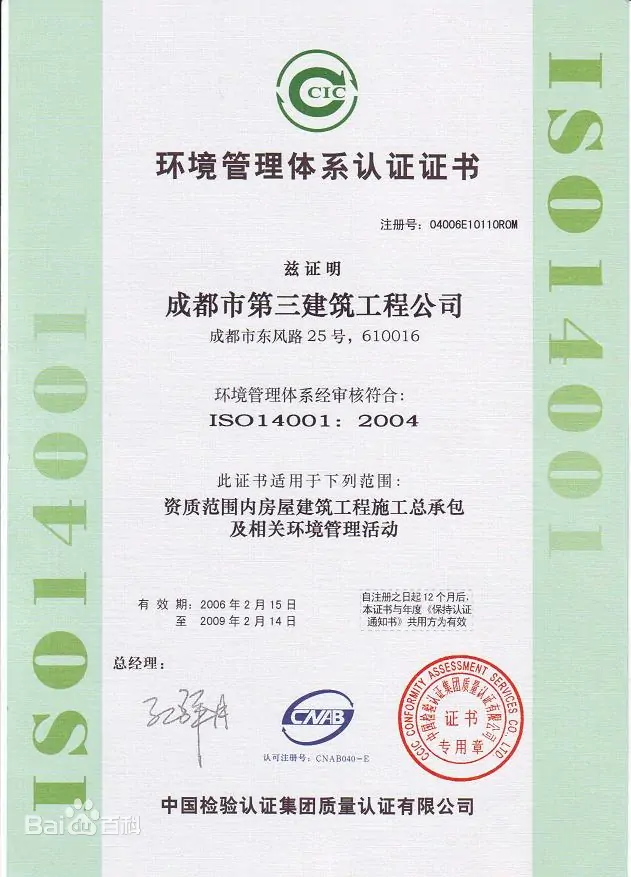 CCIC
环境管理体系认证证书
注册号：04006E10110R0M
兹证明
成都市第三建筑工程公司
成都市东风路25号，610016
环境管理体系经审核符合：
ISO14001：2004
此证书适用于下列范围：
资质范围内房屋建筑工程施工总承包
及相关环境管理活动
有效期：2006年2月15日
至 2009年2月14日
自注册之日起12个月后，
本证书与年度《保持认证
通知书》共用方为有效
总经理：
CNAB
认可注册号：CNAB040-E
CCIC CONFORMITY ASSESSMENT SERVICES CO., LTD
中国检验认证集团质量认证有限公司
证书
专用章
中国检验认证集团质量认证有限公司
ISO14001
ISO14001
Baidu百科